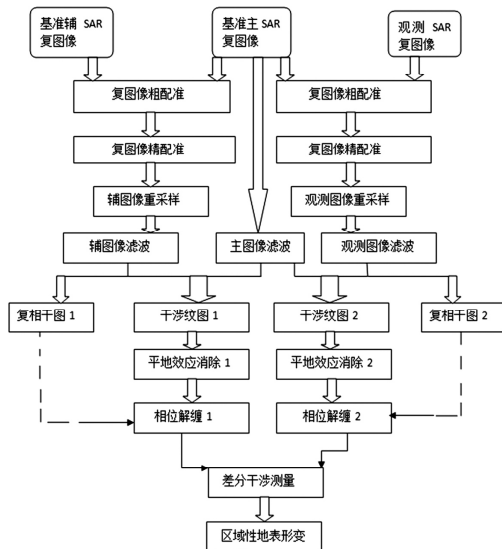 基准辅 SAR
复图像
基准主 SAR
复图像
观测 SAR
复图像
复图像粗配准
复图像粗配准
复图像精配准
复图像精配准
辅图像重采样
观测图像重采样
辅图像滤波
主图像滤波
观测图像滤波
复相干图 1
干涉纹图 1
干涉纹图 2
复相干图 2
平地效应消除 1
平地效应消除 2
相位解缠 1
相位解缠 2
差分干涉测量
区域性地表形变